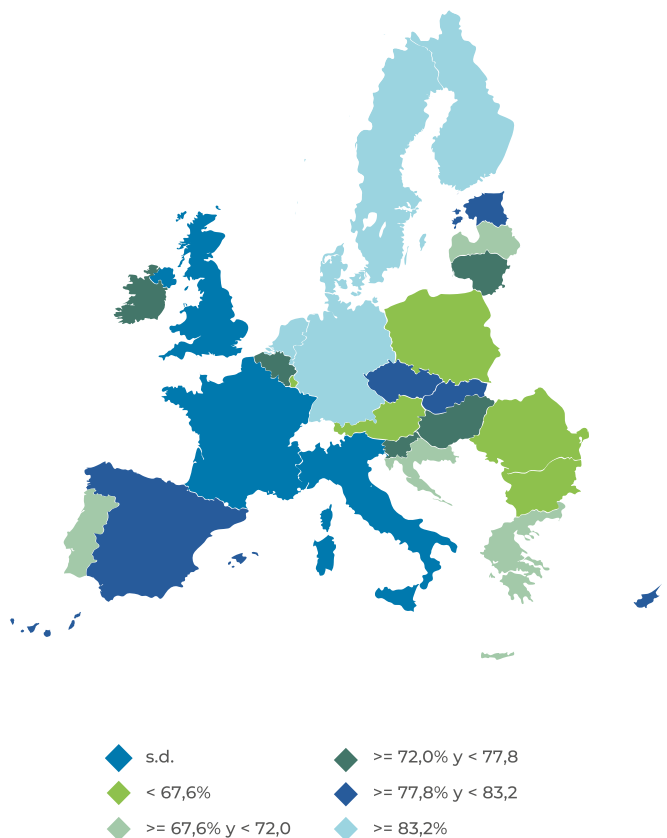 s.d.
< 67,6%
>= 67,6% y < 72,0
>= 72,0% y < 77,8
>= 77,8% y < 83,2
>= 83,2%